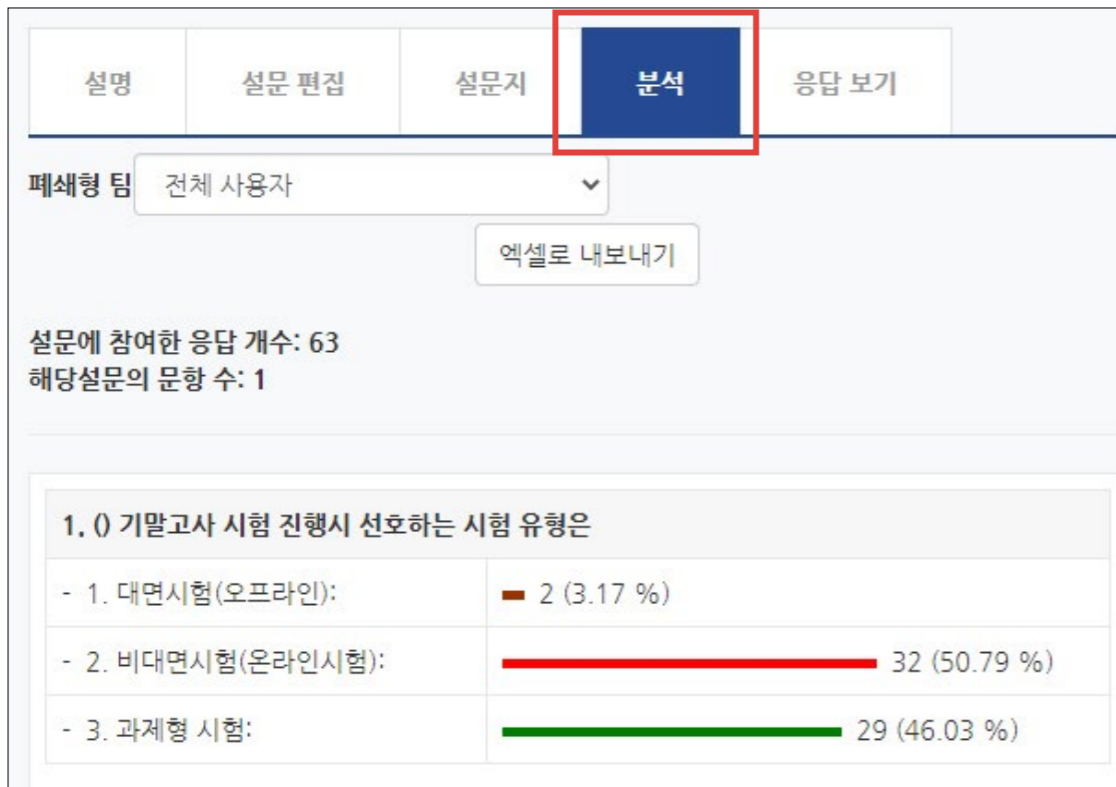 설명 설문 편집 설문지 분석 응답 보기
폐쇄형 팀 전체 사용자
엑셀로 내보내기
설문에 참여한 응답 개수: 63
해당설문의 문항 수: 1
1. () 기말고사 시험 진행시 선호하는 시험 유형은
- 1. 대면시험(오프라인): 2 (3.17 %)
- 2. 비대면시험(온라인시험): 32 (50.79 %)
- 3. 과제형 시험: 29 (46.03 %)